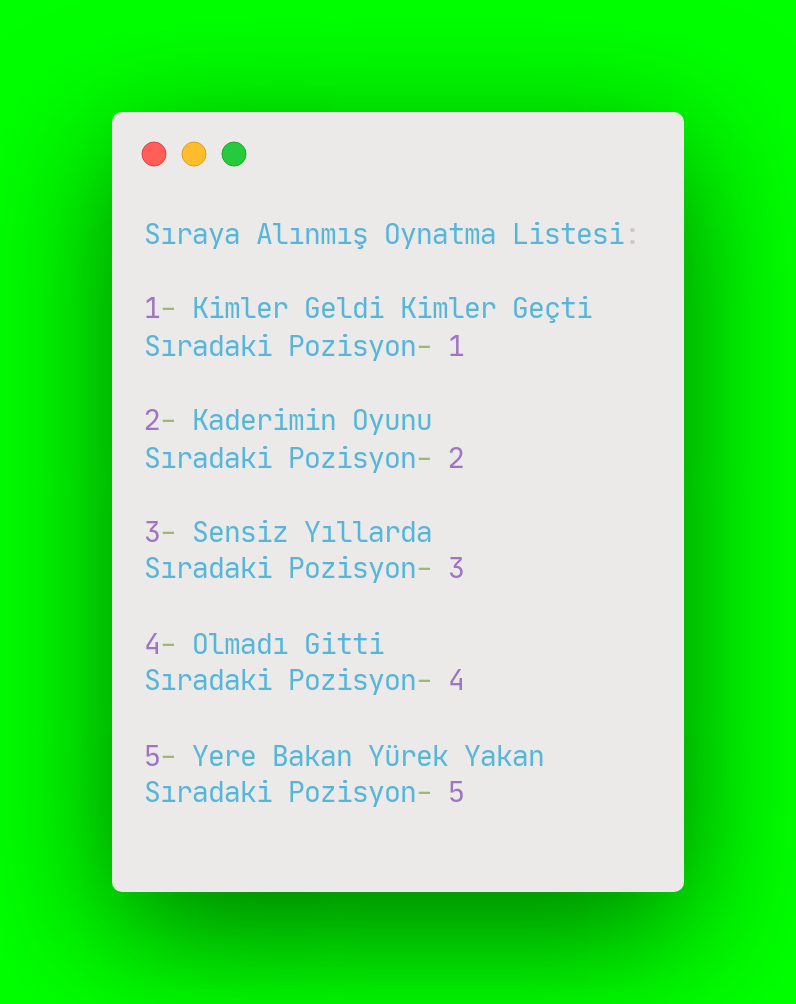 Sıraya Alınmış Oynatma Listesi:
1- Kimler Geldi Kimler Geçti
Sıradaki Pozisyon- 1
2- Kaderimin Oyunu
Sıradaki Pozisyon- 2
3- Sensiz Yıllarda
Sıradaki Pozisyon- 3
4- Olmadı Gitti
Sıradaki Pozisyon- 4
5- Yere Bakan Yürek Yakan
Sıradaki Pozisyon- 5